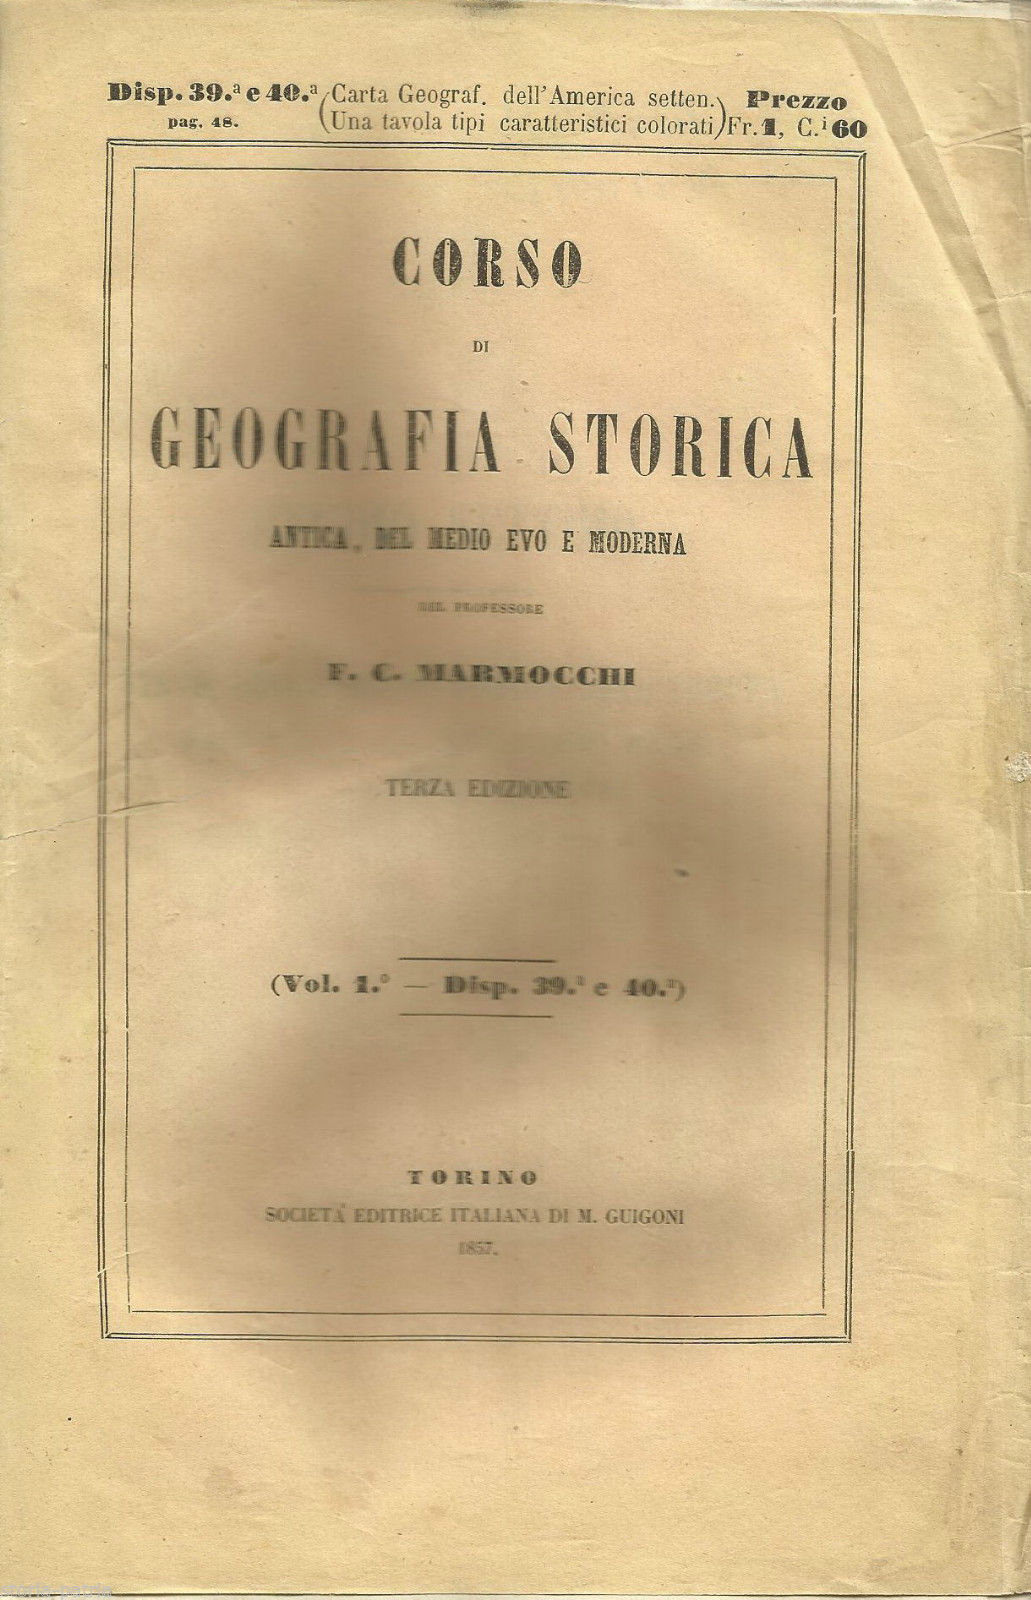 Disp. 39.ª e 40.ª (Carta Geograf. dell'America setten.) Prezzo
pag. 48. (Una tavola tipi caratteristici colorati) Fr. 1, C.i 60
CORSO
DI
GEOGRAFIA STORICA
ANTICA, DEL MEDIO EVO E MODERNA
DEL PROFESSORE
F. C. MARMOCCHI
TERZA EDIZIONE
(Vol. 1.º — Disp. 39.ª e 40.ª)
TORINO
SOCIETÀ EDITRICE ITALIANA DI M. GUIGONI
1857.